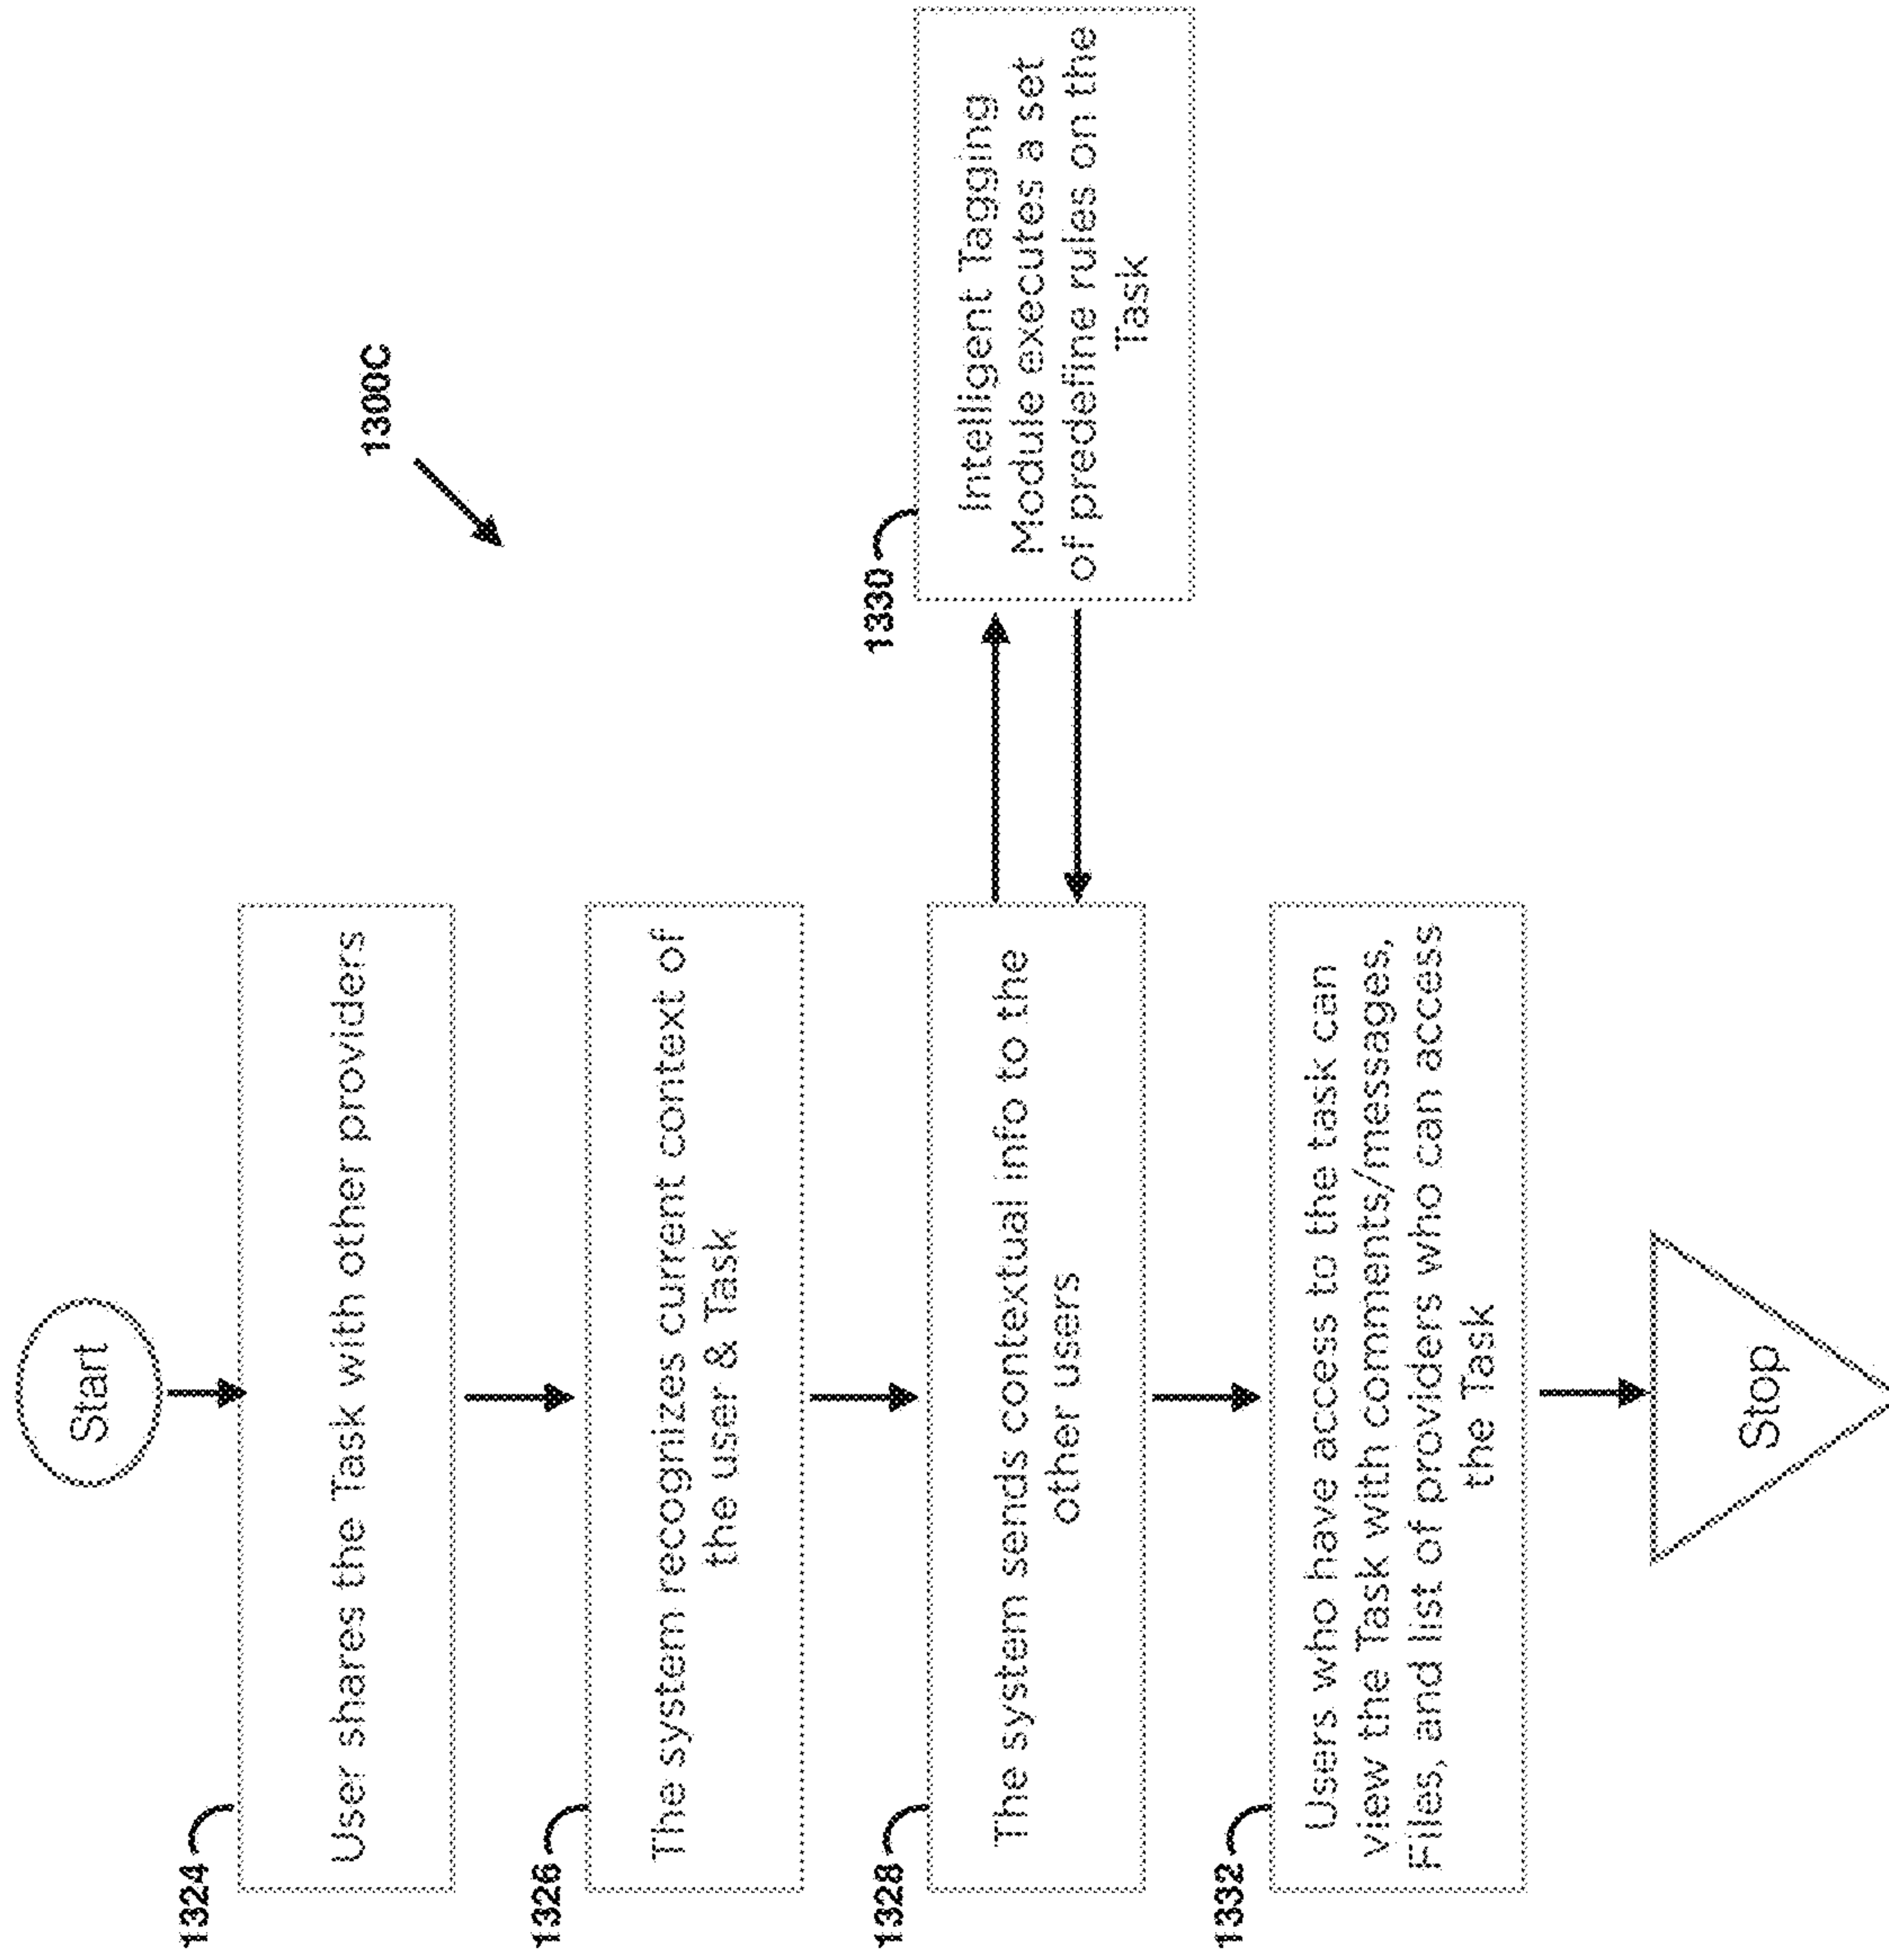 Start
1300C
1324
User shares the Task with other providers
1326
The system recognizes current context of
the user & Task
1328
The system sends contextual info to the
other users
1330
Intelligent Tagging
Module executes a set
of predefine rules on the
Task
1332
Users who have access to the task can
view the Task with comments/messages,
Files, and list of providers who can access
the Task
Stop